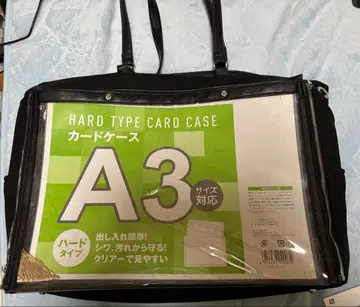 HARD TYPE CARD CASE
カードケース
A3
サイズ
対応
ハード
タイプ
出し入れ簡単!
シワ、汚れから守る!
クリアーで見やすい